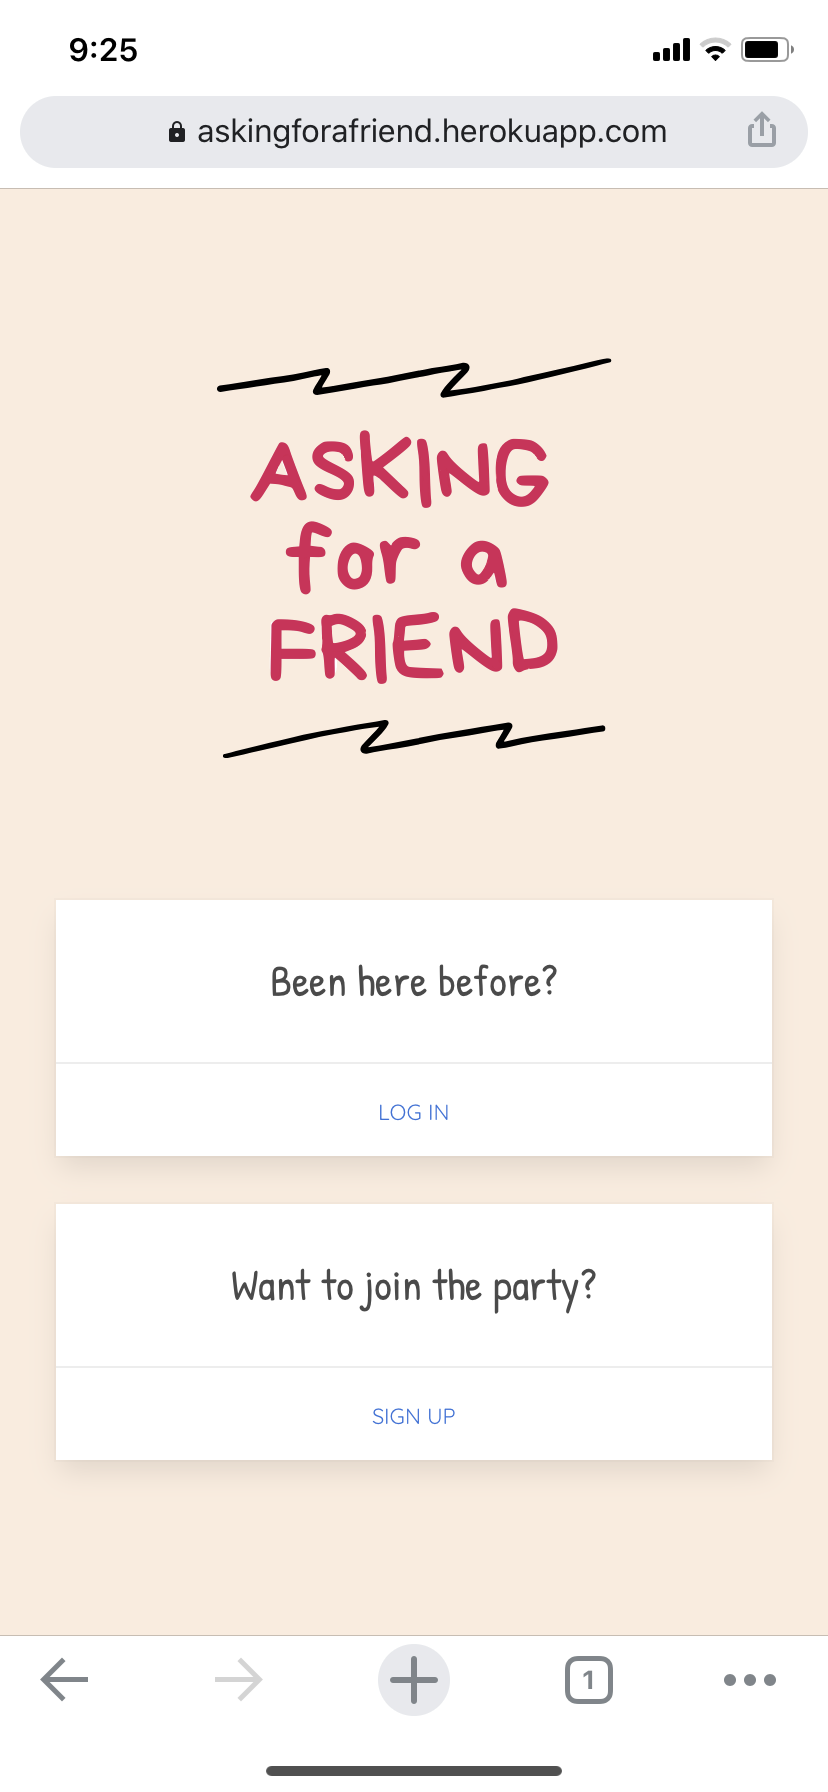 9:25
askingforafriend.herokuapp.com
ASKING
for a
FRIEND
Been here before?
LOG IN
Want to join the party?
SIGN UP
1